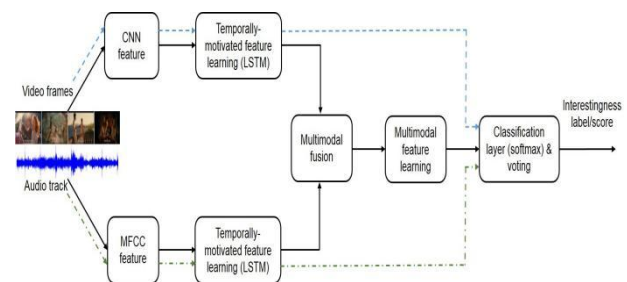 CNN
feature
Temporally-
motivated feature
learning (LSTM)
Video frames
Audio track
Multimodal
fusion
Multimodal
feature
learning
Classification
layer (softmax) &
voting
Interestingness
label/score
MFCC
feature
Temporally-
motivated feature
learning (LSTM)